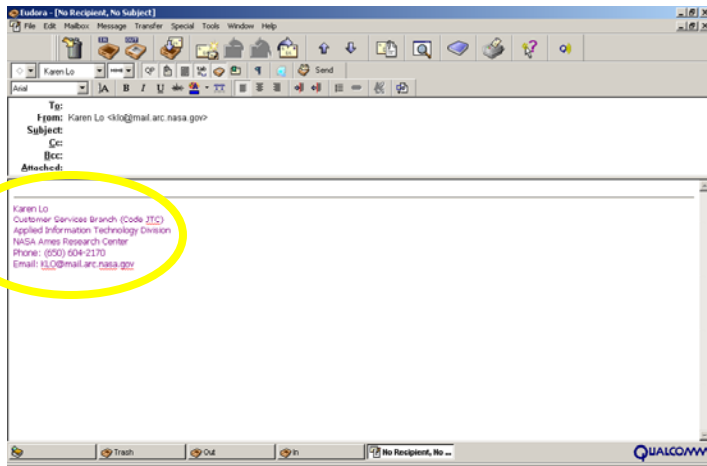 Eudora - [No Recipient, No Subject]
File Edit Mailbox Message Transfer Special Tools Window Help
Karen Lo
QP
Send
Arial
A B I U
To:
From: Karen Lo <klo@mail.arc.nasa.gov>
Subject:
Cc:
Bcc:
Attached:
Karen Lo
Customer Services Branch (Code JTC)
Applied Information Technology Division
NASA Ames Research Center
Phone: (650) 604-2170
Email: KLO@mail.arc.nasa.gov
Trash Out In No Recipient, No ...
QUALCOMM